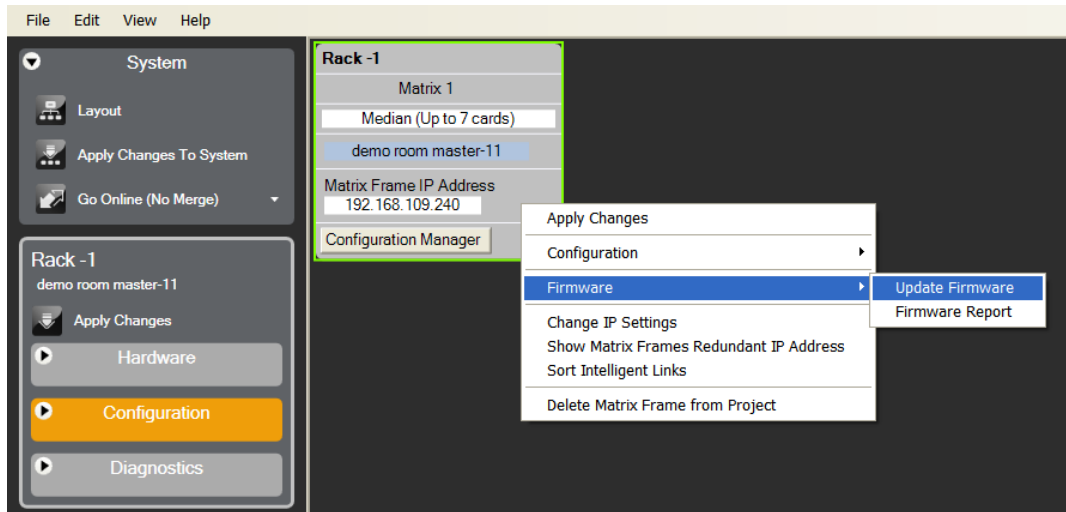 File Edit View Help
System
Layout
Apply Changes To System
Go Online (No Merge)
Rack -1
demo room master-11
Apply Changes
Hardware
Configuration
Diagnostics
Rack -1
Matrix 1
Median (Up to 7 cards)
demo room master-11
Matrix Frame IP Address
192.168.109.240
Configuration Manager
Apply Changes
Configuration
Firmware
Change IP Settings
Show Matrix Frames Redundant IP Address
Sort Intelligent Links
Delete Matrix Frame from Project
Update Firmware
Firmware Report